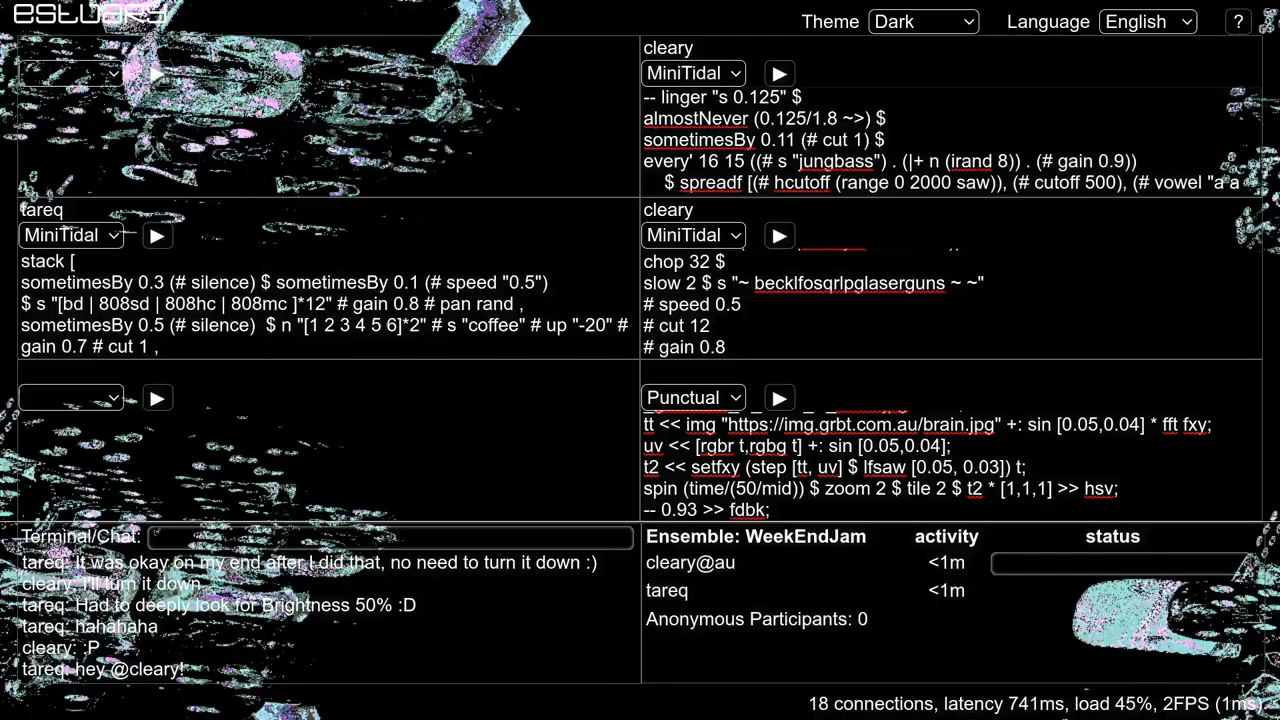 estuary
Theme Dark Language English ?
cleary
MiniTidal ▶
-- linger "s 0.125" $
almostNever (0.125/1.8 ~>) $
sometimesBy 0.11 (# cut 1) $
every' 16 15 ((# s "jungbass") . (|+ n (irand 8)) . (# gain 0.9))
$ spreadf [(# hcutoff (range 0 2000 saw)), (# cutoff 500), (# vowel "a a
tareq
MiniTidal ▶
stack [
sometimesBy 0.3 (# silence) $ sometimesBy 0.1 (# speed "0.5")
$ s "[bd | 808sd | 808hc | 808mc ]*12" # gain 0.8 # pan rand ,
sometimesBy 0.5 (# silence)  $ n "[1 2 3 4 5 6]*2" # s "coffee" # up "-20" #
gain 0.7 # cut 1 ,
cleary
MiniTidal ▶
chop 32 $
slow 2 $ s "~ becklfosqrlpglaserguns ~ ~"
# speed 0.5
# cut 12
# gain 0.8
Punctual ▶
tt << img "https://img.grbt.com.au/brain.jpg" +: sin [0.05,0.04] * fft fxy;
uv << [rgbr t,rgbg t] +: sin [0.05,0.04];
t2 << setfxy (step [tt, uv] $ lfsaw [0.05, 0.03]) t;
spin (time/(50/mid)) $ zoom 2 $ tile 2 $ t2 * [1,1,1] >> hsv;
-- 0.93 >> fdbk;
Terminal/Chat:
tareq: It was okay on my end after I did that, no need to turn it down :)
cleary: I'll turn it down
tareq: Had to deeply look for Brightness 50% :D
tareq: hahahaha
cleary: :P
tareq: hey @cleary!
Ensemble: WeekEndJam activity status
cleary@au <1m
tareq <1m
Anonymous Participants: 0
18 connections, latency 741ms, load 45%, 2FPS (1ms)